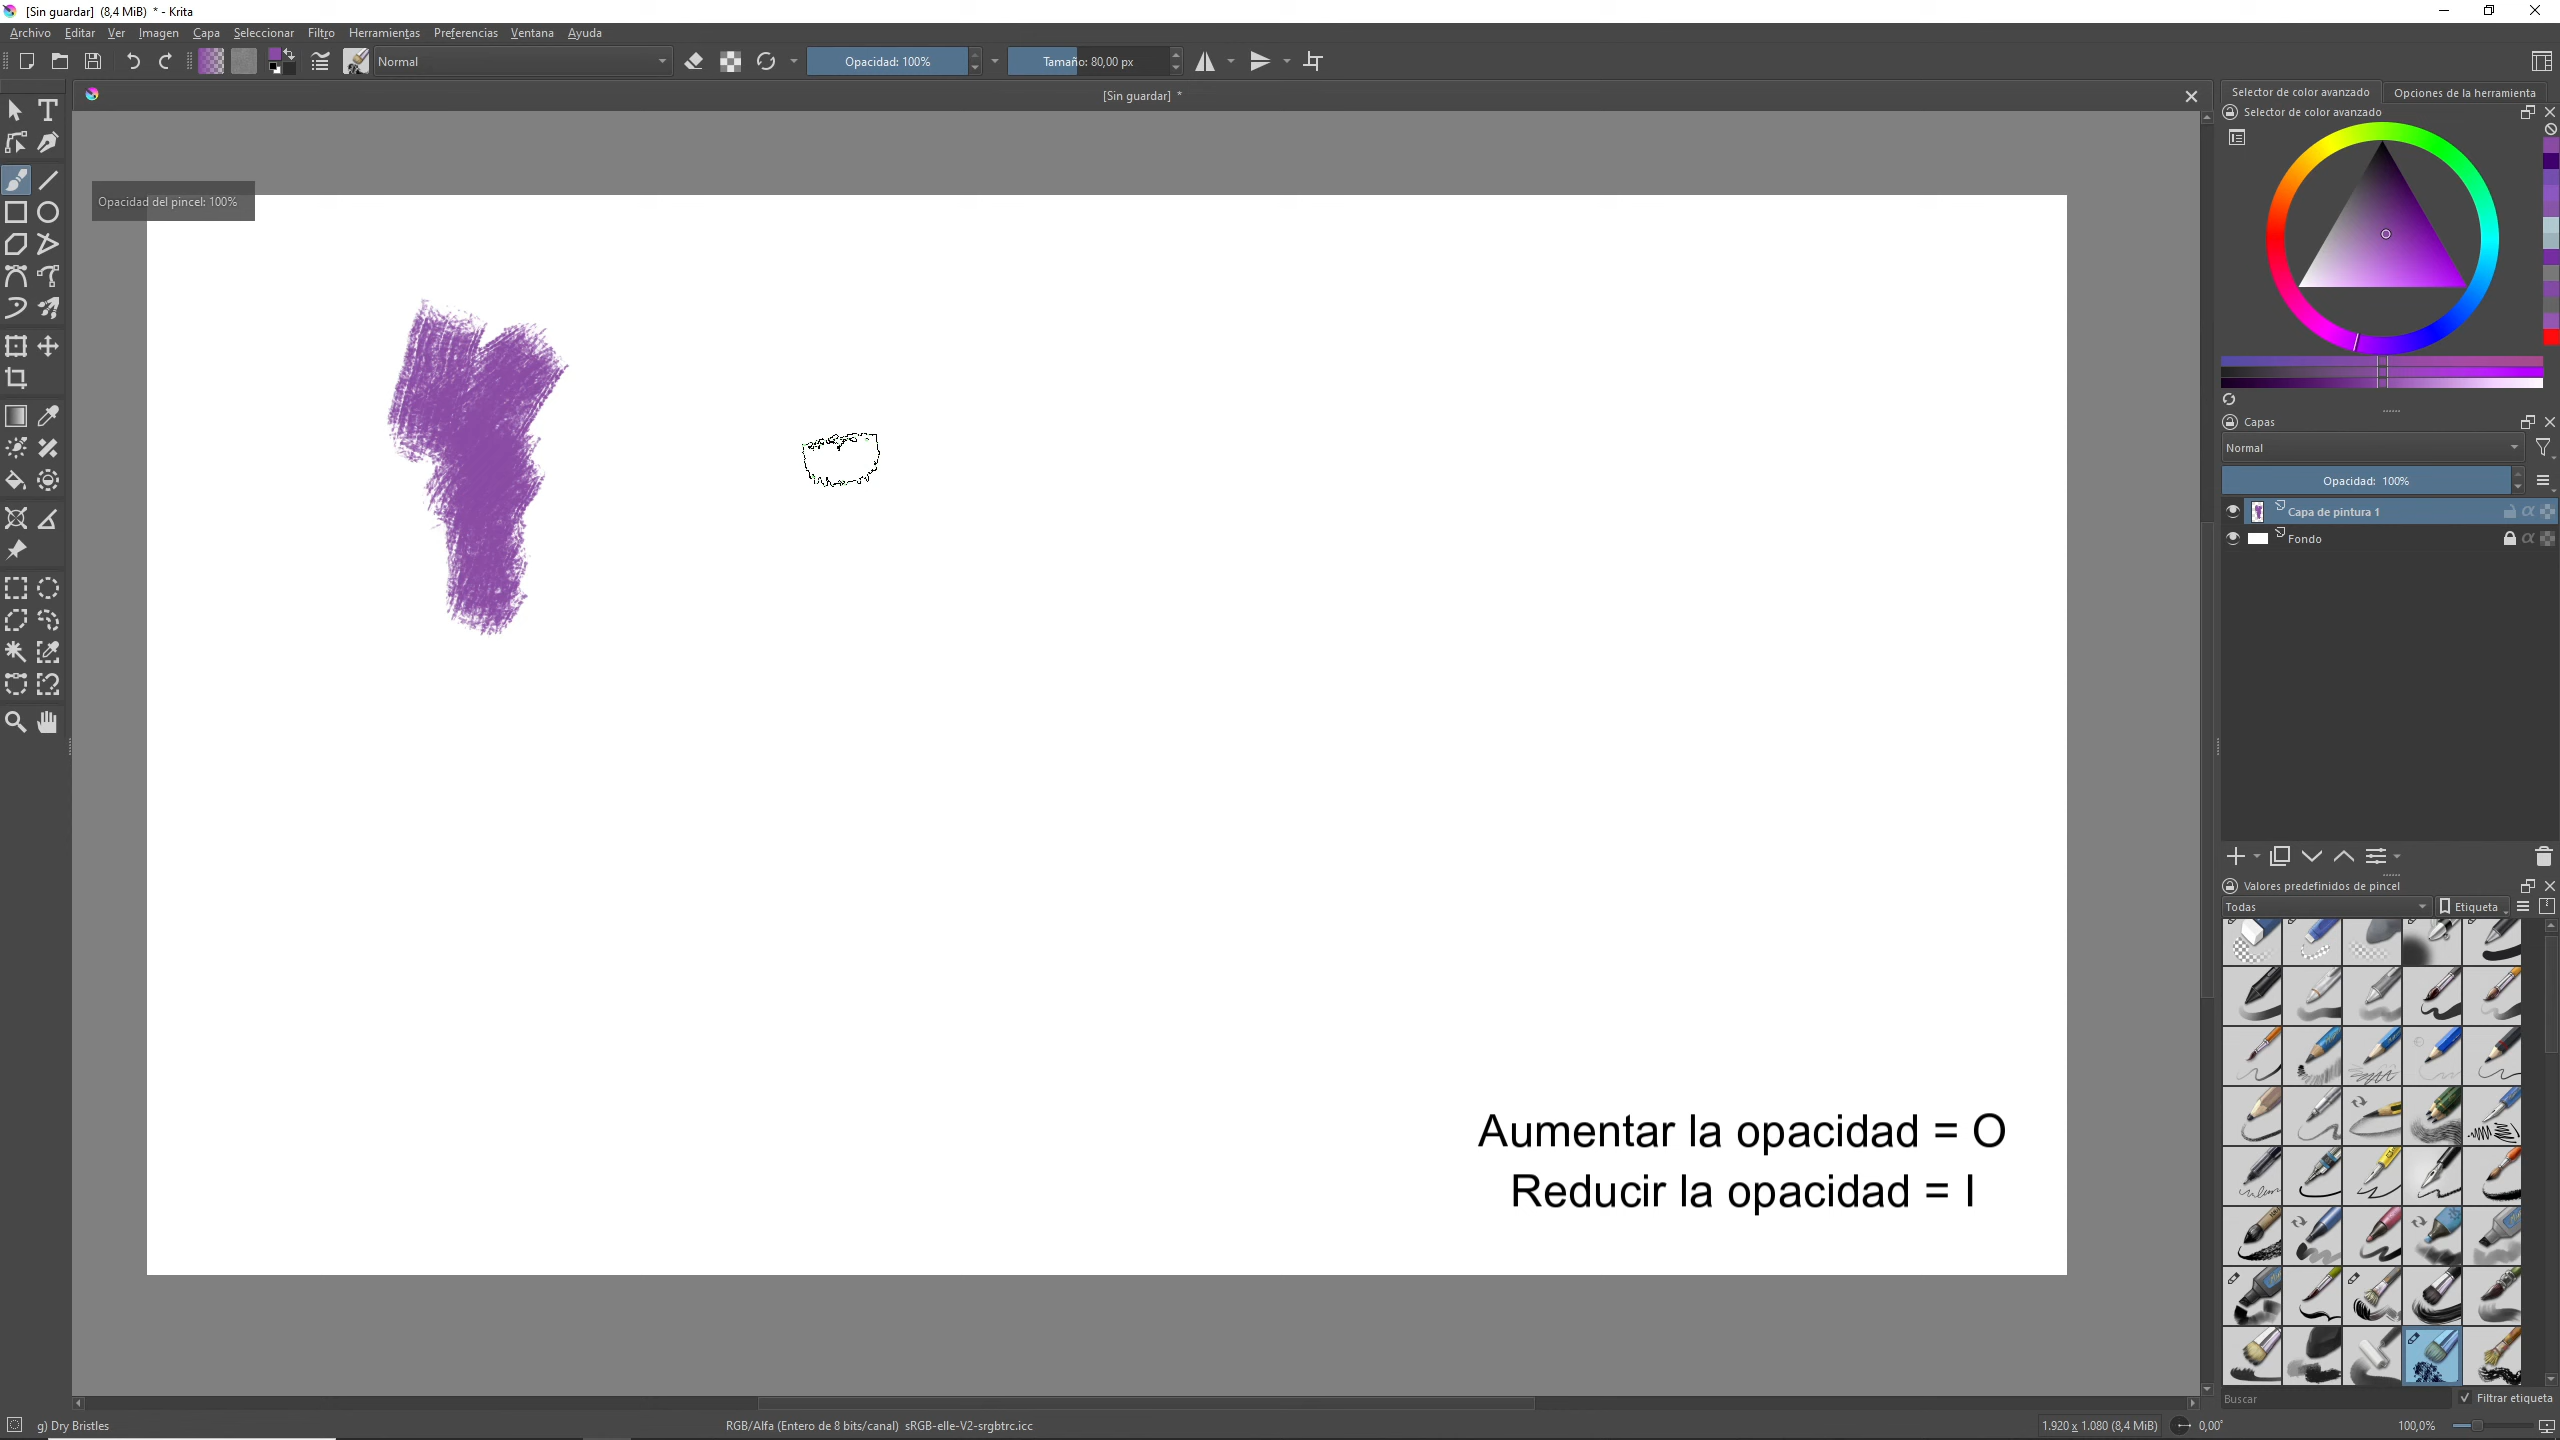 [Sin guardar] (8,4 MiB) * - Krita
Archivo Editar Ver Imagen Capa Seleccionar Filtro Herramientas Preferencias Ventana Ayuda
Normal Opacidad: 100% Tamaño: 80,00 px
[Sin guardar] *
Selector de color avanzado Opciones de la herramienta
Selector de color avanzado
Opacidad del pincel: 100%
Capas
Normal
Opacidad: 100%
Capa de pintura 1
Fondo
Valores predefinidos de pincel
Todas Etiqueta
Aumentar la opacidad = O
Reducir la opacidad = I
Buscar Filtrar etiqueta
g) Dry Bristles RGB/Alfa (Entero de 8 bits/canal) sRGB-elle-V2-srgbtrc.icc 1.920 x 1.080 (8,4 MiB) 0,00° 100,0%